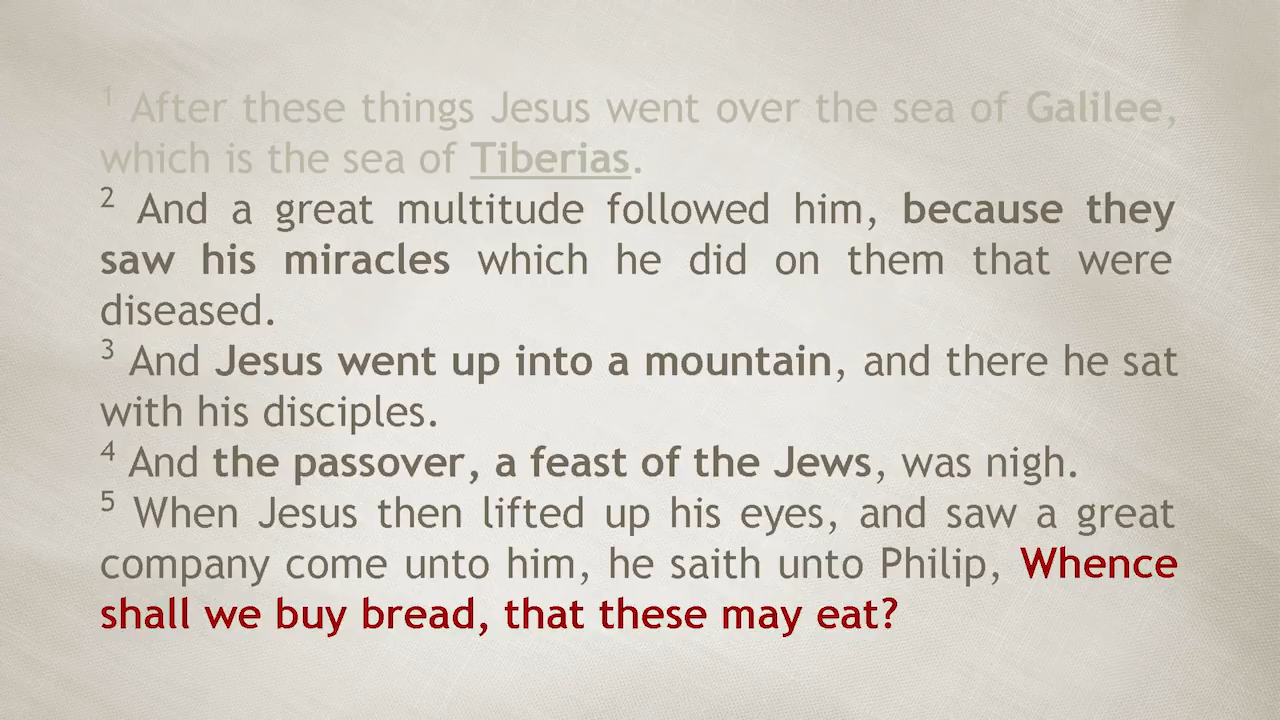 1 After these things Jesus went over the sea of Galilee,
which is the sea of Tiberias.
2 And a great multitude followed him, because they
saw his miracles which he did on them that were
diseased.
3 And Jesus went up into a mountain, and there he sat
with his disciples.
4 And the passover, a feast of the Jews, was nigh.
5 When Jesus then lifted up his eyes, and saw a great
company come unto him, he saith unto Philip, Whence
shall we buy bread, that these may eat?